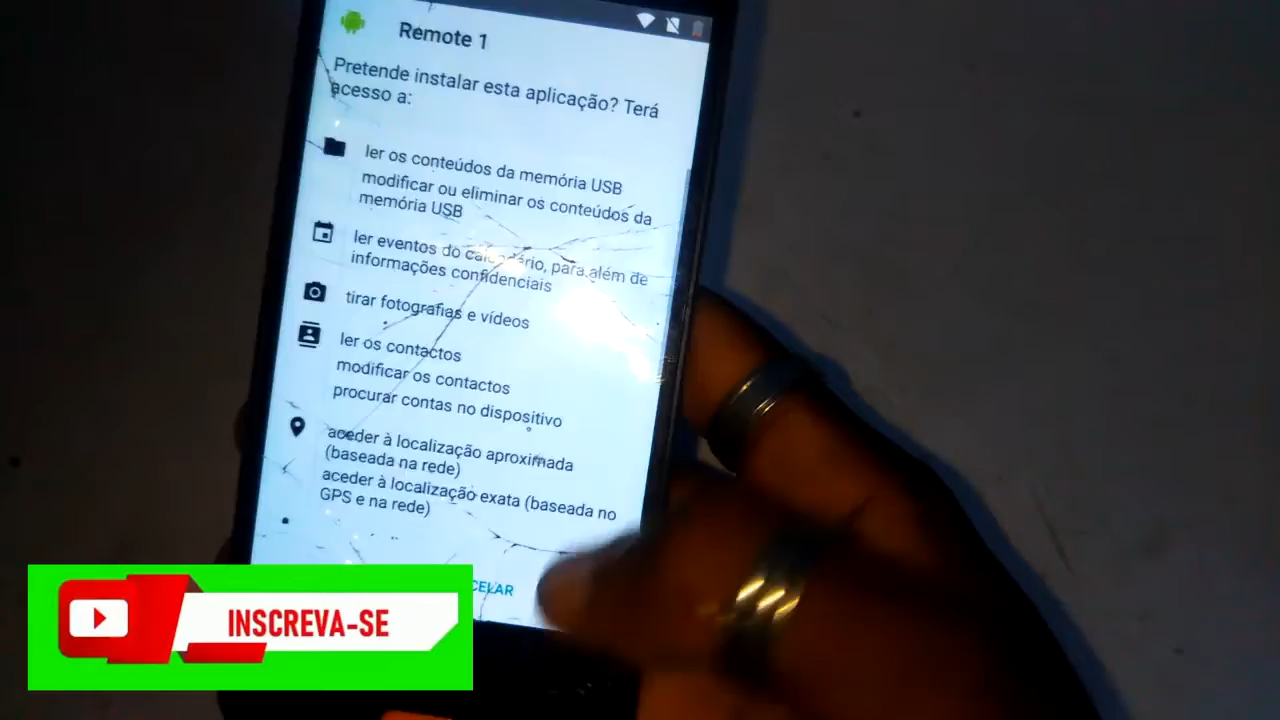 Remote 1
Pretende instalar esta aplicação? Terá
acesso a:
ler os conteúdos da memória USB
modificar ou eliminar os conteúdos da
memória USB
ler eventos do calendário, para além de
informações confidenciais
tirar fotografias e vídeos
ler os contactos
modificar os contactos
procurar contas no dispositivo
aceder à localização aproximada
(baseada na rede)
aceder à localização exata (baseada no
GPS e na rede)
CELAR
INSCREVA-SE